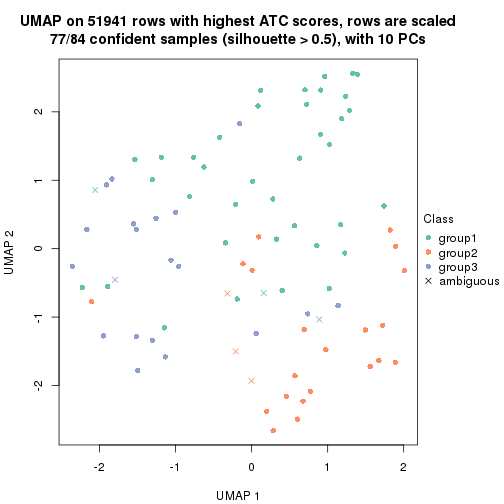 UMAP on 51941 rows with highest ATC scores, rows are scaled
77/84 confident samples (silhouette > 0.5), with 10 PCs
2
1
0
-1
-2
UMAP 2
-2
-1
0
1
2
UMAP 1
Class
group1
group2
group3
ambiguous